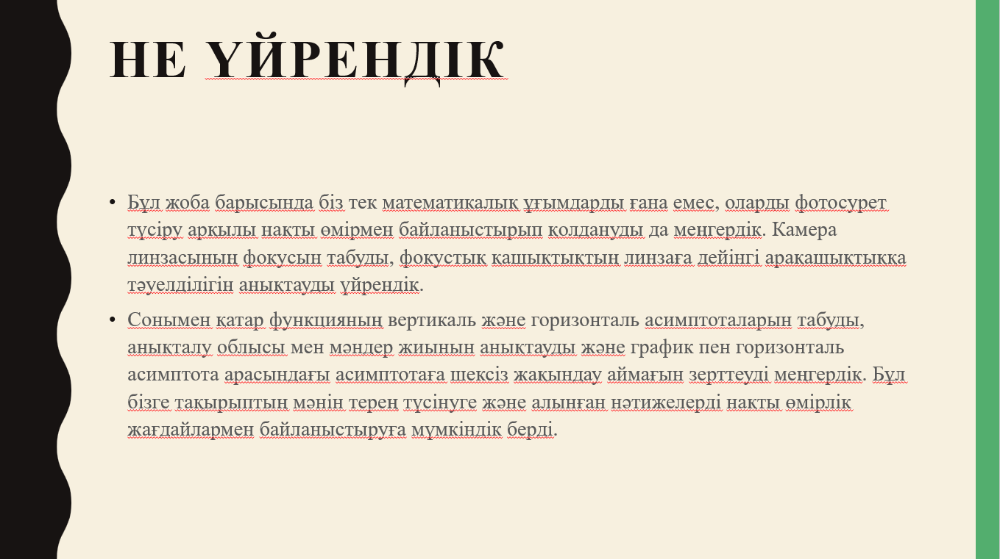 НЕ ҮЙРЕНДІК
• Бұл жоба барысында біз тек математикалық ұғымдарды ғана емес, оларды фотосурет
түсіру арқылы нақты өмірмен байланыстырып қолдануды да меңгердік. Камера
линзасының фокусын табуды, фокустық қашықтықтың линзаға дейінгі арақашықтыққа
тәуелділігін анықтауды үйрендік.
• Сонымен қатар функцияның вертикаль және горизонталь асимптоталарын табуды,
анықталу облысы мен мәндер жиынын анықтауды және график пен горизонталь
асимптота арасындағы асимптотаға шексіз жақындау аймағын зерттеуді меңгердік. Бұл
бізге тақырыптың мәнін терең түсінуге және алынған нәтижелерді нақты өмірлік
жағдайлармен байланыстыруға мүмкіндік берді.